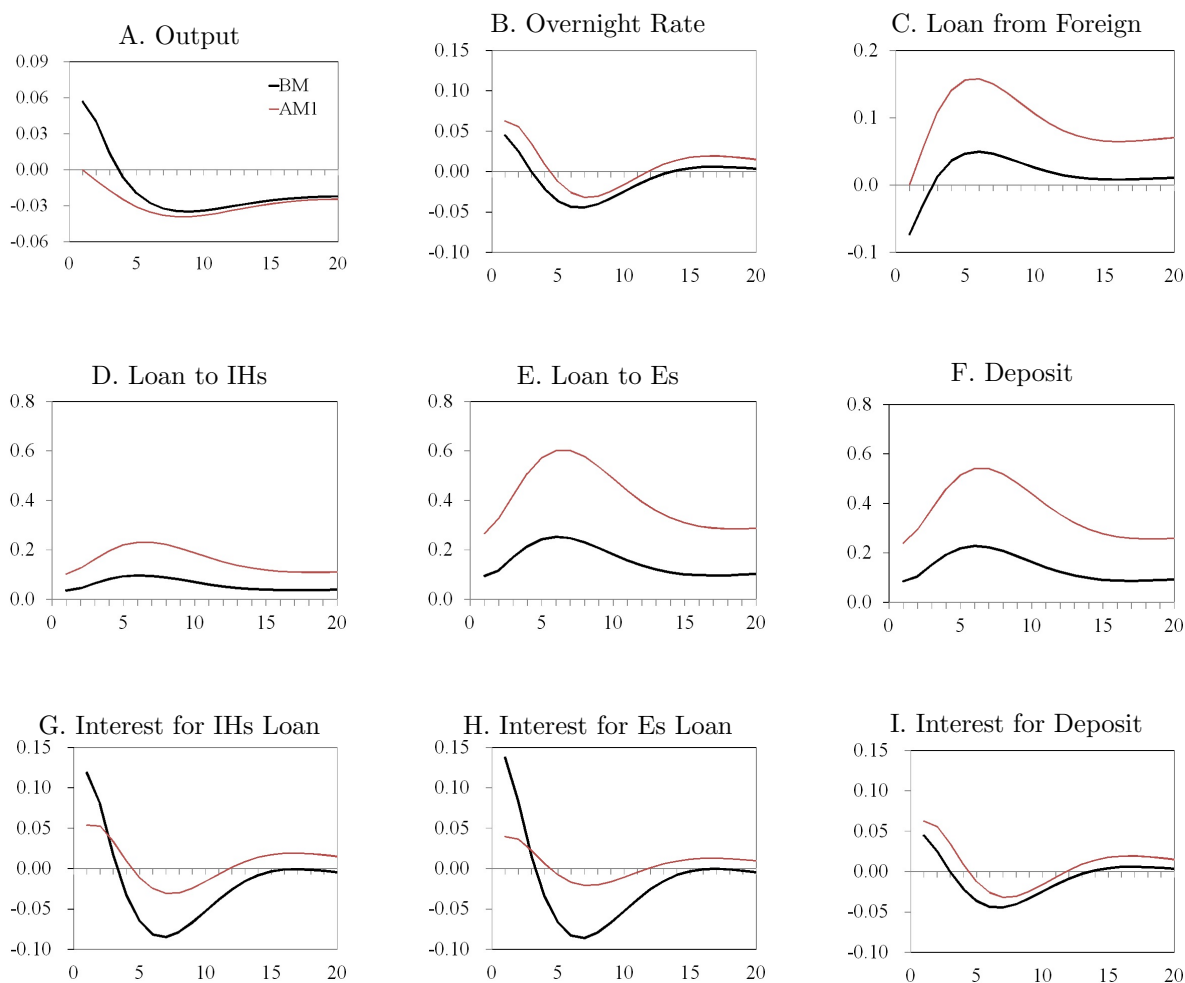 A. Output
0.09
0.06
0.03
0.00
-0.03
-0.06
0 5 10 15 20
BM
AM1
B. Overnight Rate
0.15
0.10
0.05
0.00
-0.05
-0.10
0 5 10 15 20
C. Loan from Foreign
0.2
0.1
0.0
-0.1
0 5 10 15 20
D. Loan to IHs
0.8
0.6
0.4
0.2
0.0
0 5 10 15 20
E. Loan to Es
0.8
0.6
0.4
0.2
0.0
0 5 10 15 20
F. Deposit
0.8
0.6
0.4
0.2
0.0
0 5 10 15 20
G. Interest for IHs Loan
0.15
0.10
0.05
0.00
-0.05
-0.10
0 5 10 15 20
H. Interest for Es Loan
0.15
0.10
0.05
0.00
-0.05
-0.10
0 5 10 15 20
I. Interest for Deposit
0.15
0.10
0.05
0.00
-0.05
-0.10
0 5 10 15 20